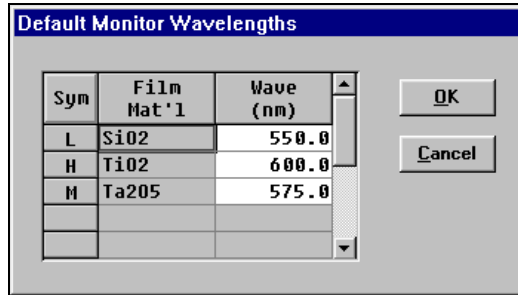 Default Monitor Wavelengths
Sym Film Mat'l Wave (nm)
L SiO2 550.0
H TiO2 600.0
M Ta2O5 575.0
OK
Cancel